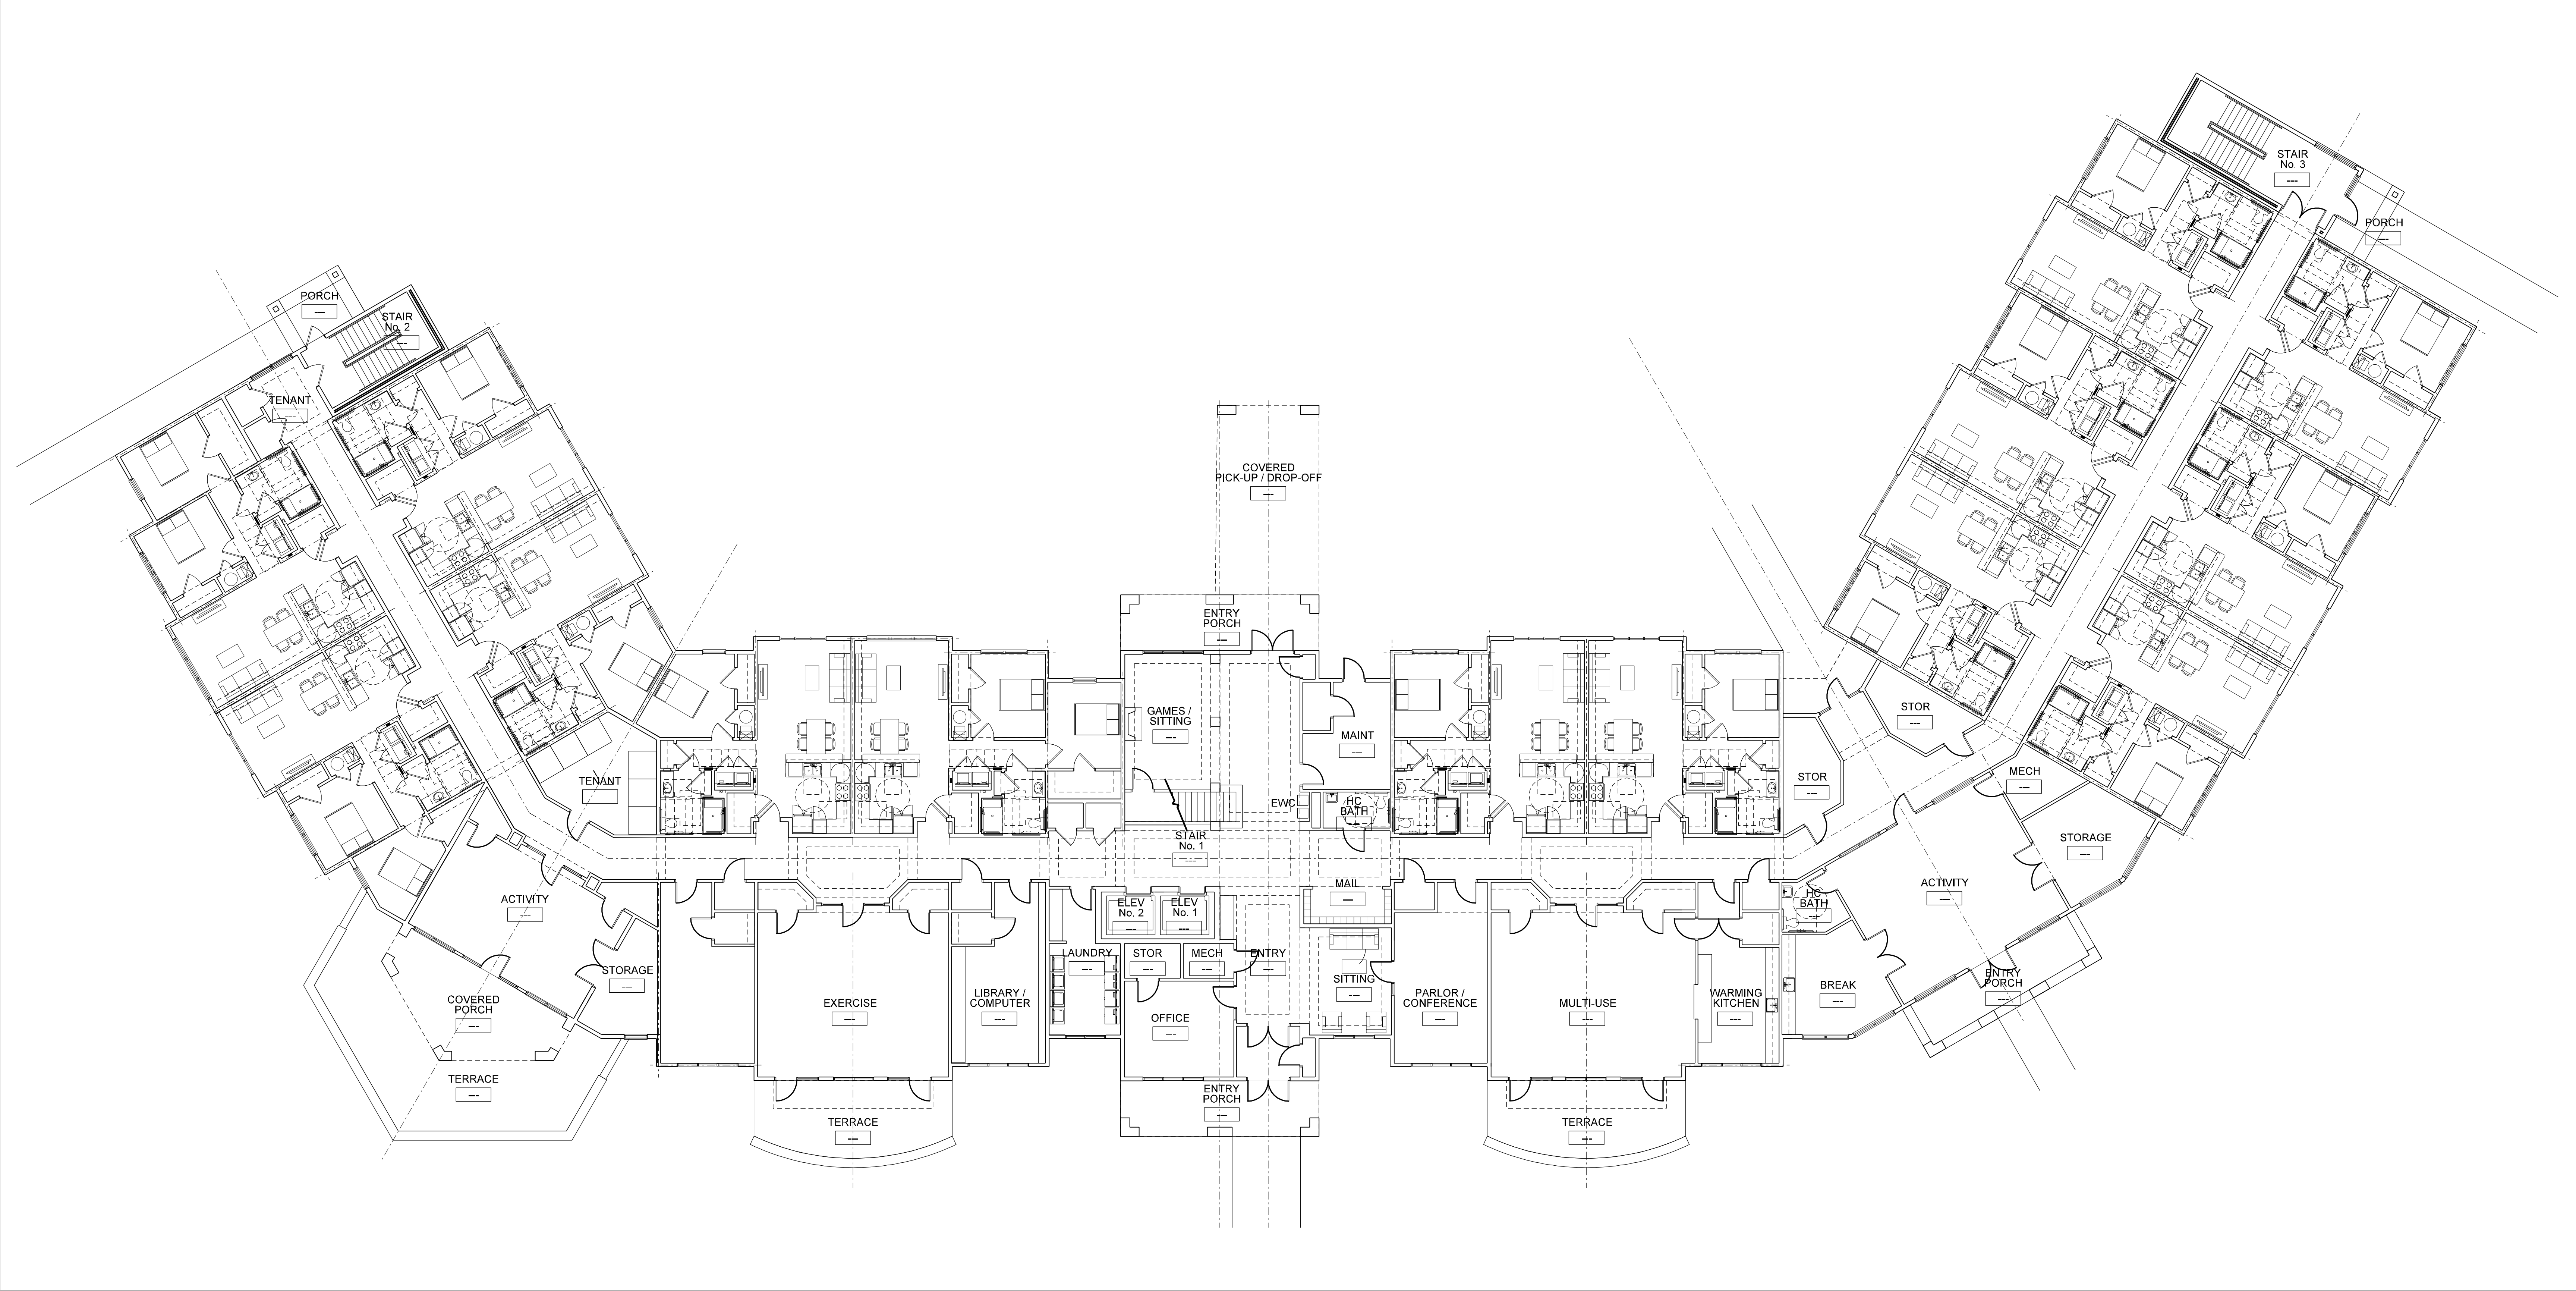 STAIR
No. 3
---
PORCH
---
PORCH
---
STAIR
No. 2
---
TENANT
---
COVERED
PICK-UP / DROP-OFF
---
ENTRY
PORCH
---
GAMES /
SITTING
---
MAINT
---
STOR
---
TENANT
---
STOR
---
MECH
---
EWC
HC
BATH
---
STAIR
No. 1
---
STORAGE
---
ACTIVITY
---
MAIL
---
ACTIVITY
---
ELEV
No. 2
---
ELEV
No. 1
---
HC
BATH
---
LAUNDRY
---
STOR
---
MECH
---
ENTRY
---
STORAGE
---
SITTING
---
BREAK
---
ENTRY
PORCH
---
COVERED
PORCH
---
EXERCISE
---
LIBRARY /
COMPUTER
---
PARLOR /
CONFERENCE
---
MULTI-USE
---
WARMING
KITCHEN
---
OFFICE
---
TERRACE
---
ENTRY
PORCH
---
TERRACE
---
TERRACE
---